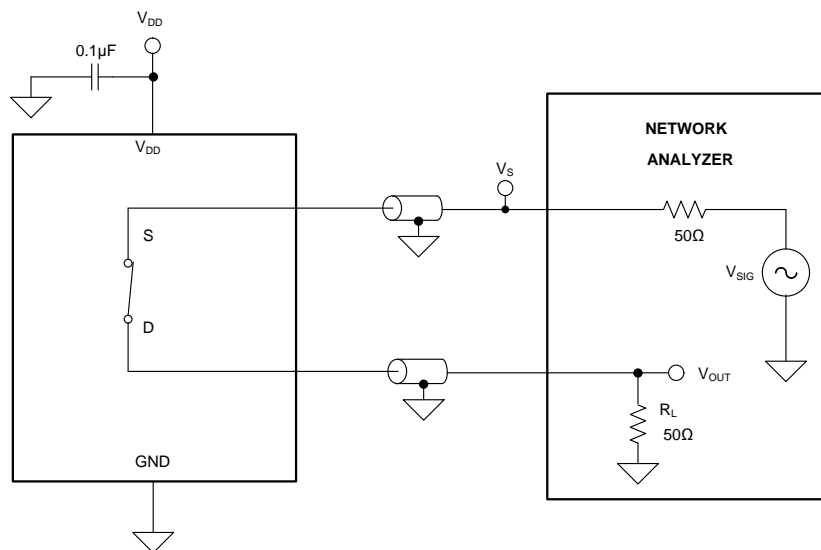 V_DD
0.1µF
V_DD
NETWORK
ANALYZER
V_S
S
50Ω
V_SIG
D
V_OUT
R_L
50Ω
GND